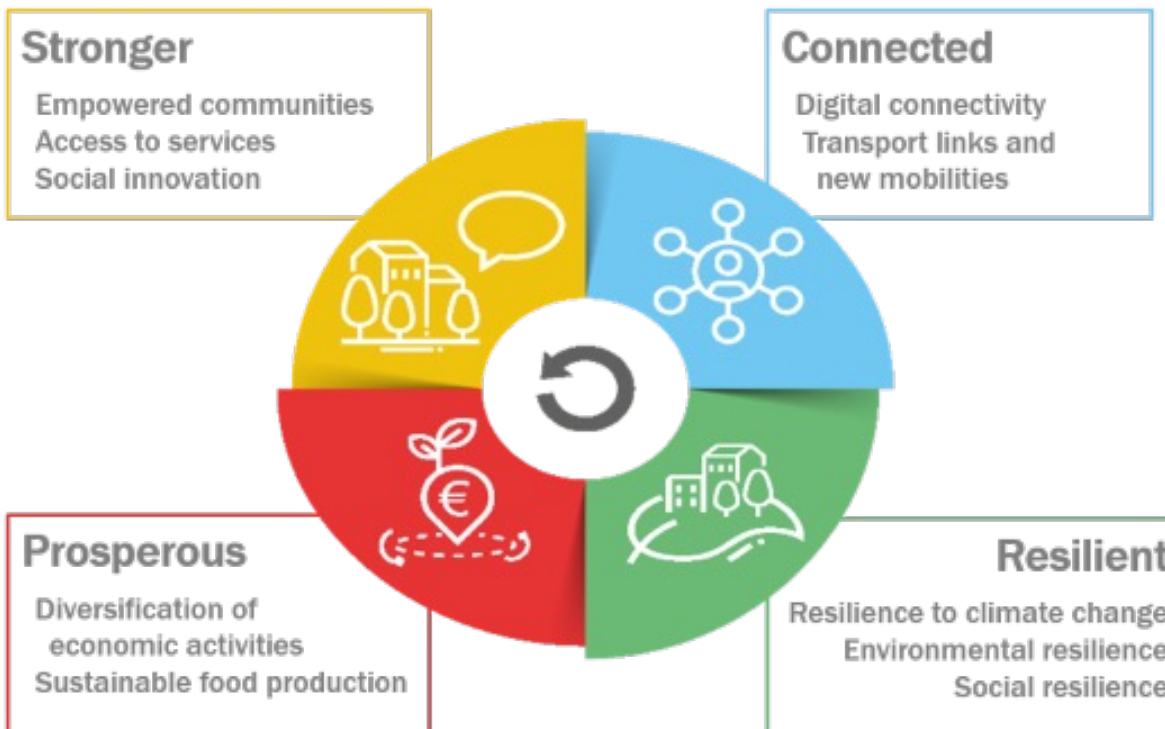 Stronger
Empowered communities
Access to services
Social innovation
Connected
Digital connectivity
Transport links and
new mobilities
€
Prosperous
Diversification of
economic activities
Sustainable food production
Resilient
Resilience to climate change
Environmental resilience
Social resilience